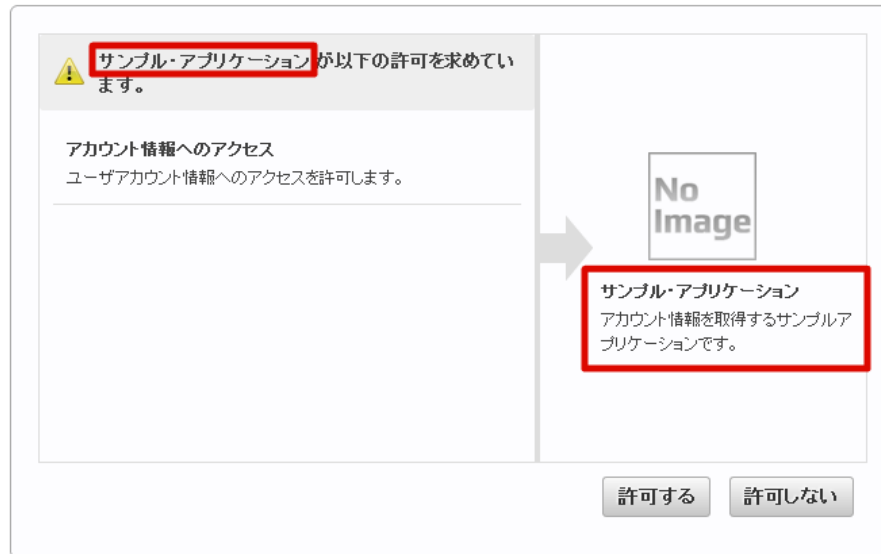 サンプル・アプリケーションが以下の許可を求めてい
ます。
アカウント情報へのアクセス
ユーザアカウント情報へのアクセスを許可します。
No
Image
サンプル・アプリケーション
アカウント情報を取得するサンプルア
プリケーションです。
許可する
許可しない